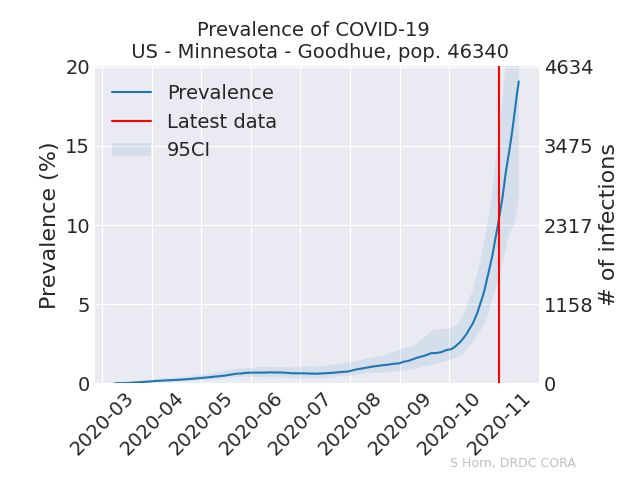 Prevalence of COVID-19
US - Minnesota - Goodhue, pop. 46340
Prevalence (%)
20
15
10
5
0
Prevalence
Latest data
95CI
4634
3475
2317
1158
0
# of infections
2020-03
2020-04
2020-05
2020-06
2020-07
2020-08
2020-09
2020-10
2020-11
S Horn, DRDC CORA